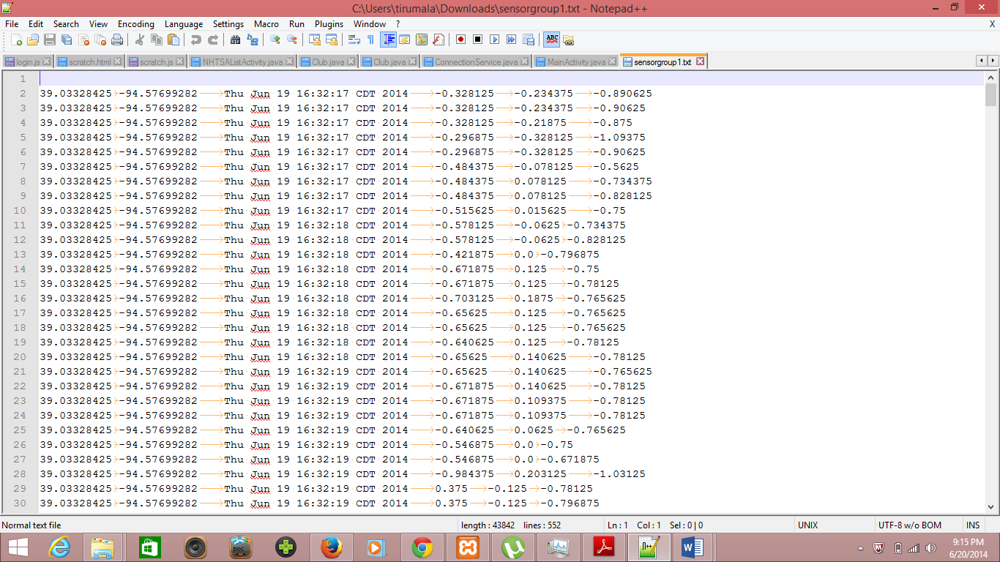 C:\Users\tirumala\Downloads\sensorgroup1.txt - Notepad++
File Edit Search View Encoding Language Settings Macro Run Plugins Window ? X
login.js scratch.html scratch.js NHTSAListActivity.java Club.java Club.java ConnectionService.java MainActivity.java sensorgroup1.txt
1
2 39.03328425 -94.57699282 Thu Jun 19 16:32:17 CDT 2014 -0.328125 -0.234375 -0.890625
3 39.03328425 -94.57699282 Thu Jun 19 16:32:17 CDT 2014 -0.328125 -0.234375 -0.90625
4 39.03328425 -94.57699282 Thu Jun 19 16:32:17 CDT 2014 -0.328125 -0.21875 -0.875
5 39.03328425 -94.57699282 Thu Jun 19 16:32:17 CDT 2014 -0.296875 -0.328125 -1.09375
6 39.03328425 -94.57699282 Thu Jun 19 16:32:17 CDT 2014 -0.296875 -0.328125 -0.90625
7 39.03328425 -94.57699282 Thu Jun 19 16:32:17 CDT 2014 -0.484375 -0.078125 -0.5625
8 39.03328425 -94.57699282 Thu Jun 19 16:32:17 CDT 2014 -0.484375 0.078125 -0.734375
9 39.03328425 -94.57699282 Thu Jun 19 16:32:17 CDT 2014 -0.484375 0.078125 -0.828125
10 39.03328425 -94.57699282 Thu Jun 19 16:32:17 CDT 2014 -0.515625 0.015625 -0.75
11 39.03328425 -94.57699282 Thu Jun 19 16:32:18 CDT 2014 -0.578125 -0.0625 -0.734375
12 39.03328425 -94.57699282 Thu Jun 19 16:32:18 CDT 2014 -0.578125 -0.0625 -0.828125
13 39.03328425 -94.57699282 Thu Jun 19 16:32:18 CDT 2014 -0.421875 0.0 -0.796875
14 39.03328425 -94.57699282 Thu Jun 19 16:32:18 CDT 2014 -0.671875 0.125 -0.75
15 39.03328425 -94.57699282 Thu Jun 19 16:32:18 CDT 2014 -0.671875 0.125 -0.78125
16 39.03328425 -94.57699282 Thu Jun 19 16:32:18 CDT 2014 -0.703125 0.1875 -0.765625
17 39.03328425 -94.57699282 Thu Jun 19 16:32:18 CDT 2014 -0.65625 0.125 -0.765625
18 39.03328425 -94.57699282 Thu Jun 19 16:32:18 CDT 2014 -0.65625 0.125 -0.765625
19 39.03328425 -94.57699282 Thu Jun 19 16:32:18 CDT 2014 -0.640625 0.125 -0.78125
20 39.03328425 -94.57699282 Thu Jun 19 16:32:18 CDT 2014 -0.65625 0.140625 -0.78125
21 39.03328425 -94.57699282 Thu Jun 19 16:32:19 CDT 2014 -0.65625 0.140625 -0.765625
22 39.03328425 -94.57699282 Thu Jun 19 16:32:19 CDT 2014 -0.671875 0.140625 -0.78125
23 39.03328425 -94.57699282 Thu Jun 19 16:32:19 CDT 2014 -0.671875 0.109375 -0.78125
24 39.03328425 -94.57699282 Thu Jun 19 16:32:19 CDT 2014 -0.671875 0.109375 -0.78125
25 39.03328425 -94.57699282 Thu Jun 19 16:32:19 CDT 2014 -0.640625 0.0625 -0.765625
26 39.03328425 -94.57699282 Thu Jun 19 16:32:19 CDT 2014 -0.546875 0.0 -0.75
27 39.03328425 -94.57699282 Thu Jun 19 16:32:19 CDT 2014 -0.546875 0.0 -0.671875
28 39.03328425 -94.57699282 Thu Jun 19 16:32:19 CDT 2014 -0.984375 0.203125 -1.03125
29 39.03328425 -94.57699282 Thu Jun 19 16:32:19 CDT 2014 0.375 -0.125 -0.78125
30 39.03328425 -94.57699282 Thu Jun 19 16:32:19 CDT 2014 0.375 -0.125 -0.796875
Normal text file length : 43842 lines : 552 Ln : 1 Col : 1 Sel : 0 | 0 UNIX UTF-8 w/o BOM INS
9:15 PM
6/20/2014